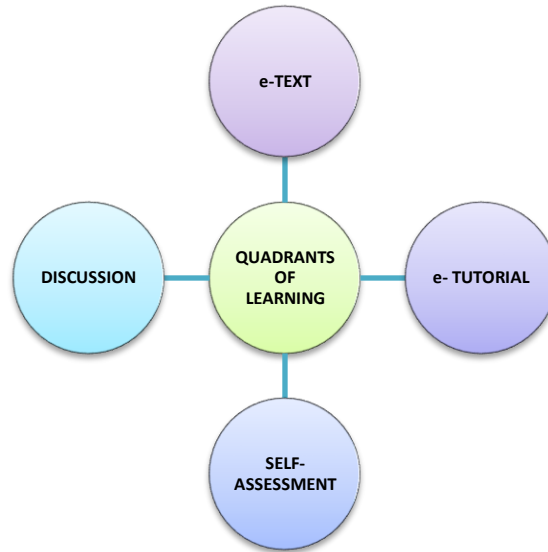 e-TEXT
DISCUSSION
QUADRANTS
OF
LEARNING
e- TUTORIAL
SELF-
ASSESSMENT